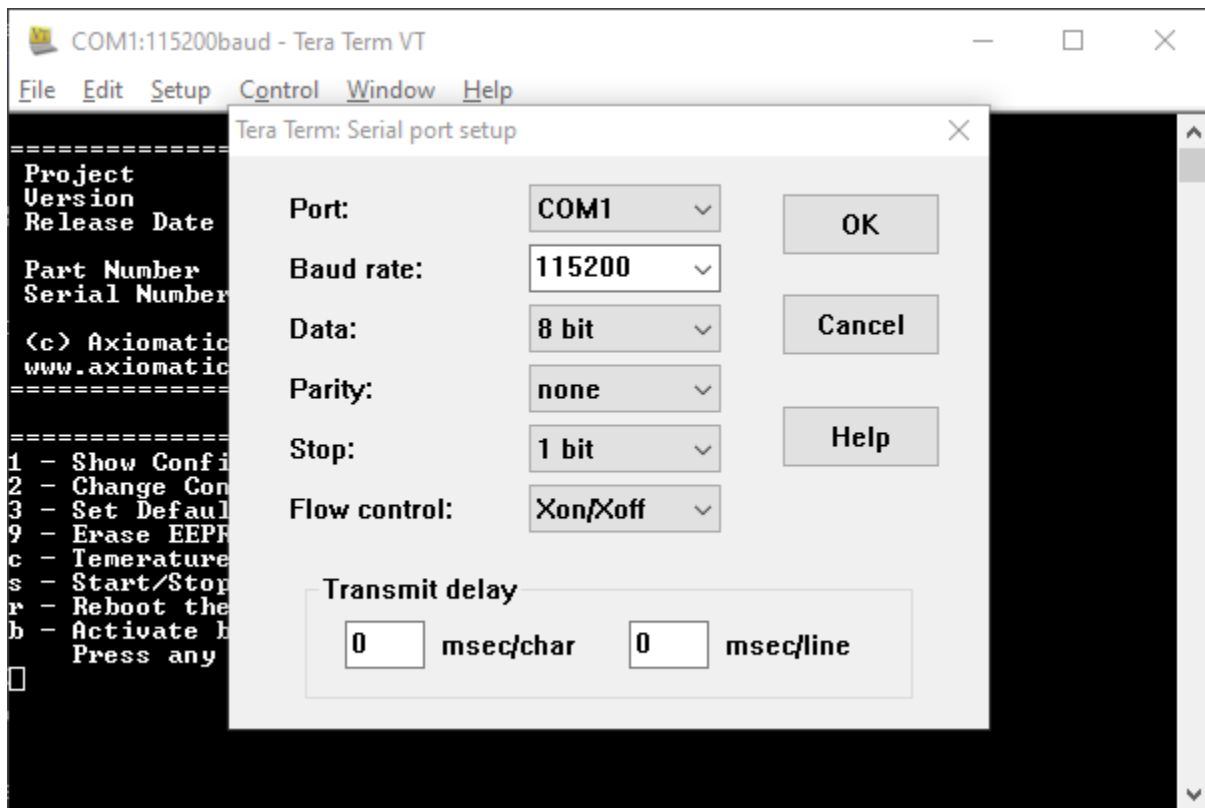 COM1:115200baud - Tera Term VT
File Edit Setup Control Window Help
Tera Term: Serial port setup
Project
Version
Release Date
Part Number
Serial Number
(c) Axiomatic
www.axiomatic
1 - Show Confi
2 - Change Con
3 - Set Defaul
9 - Erase EEPR
c - Temerature
s - Start/Stop
r - Reboot the
b - Activate b
Press any
Port: COM1 OK
Baud rate: 115200
Data: 8 bit Cancel
Parity: none
Stop: 1 bit Help
Flow control: Xon/Xoff
Transmit delay
0 msec/char 0 msec/line